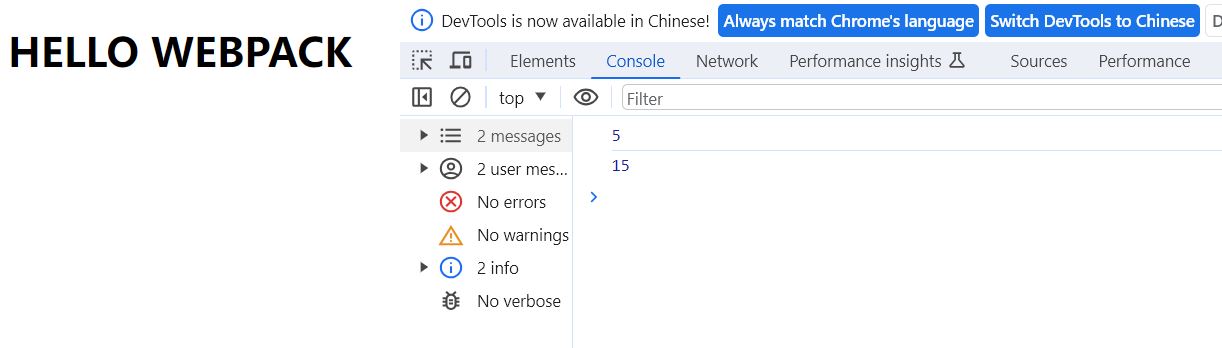 HELLO WEBPACK
DevTools is now available in Chinese! Always match Chrome's language Switch DevTools to Chinese D
Elements Console Network Performance insights Sources Performance
top Filter
2 messages
2 user mes...
No errors
No warnings
2 info
No verbose
5
15